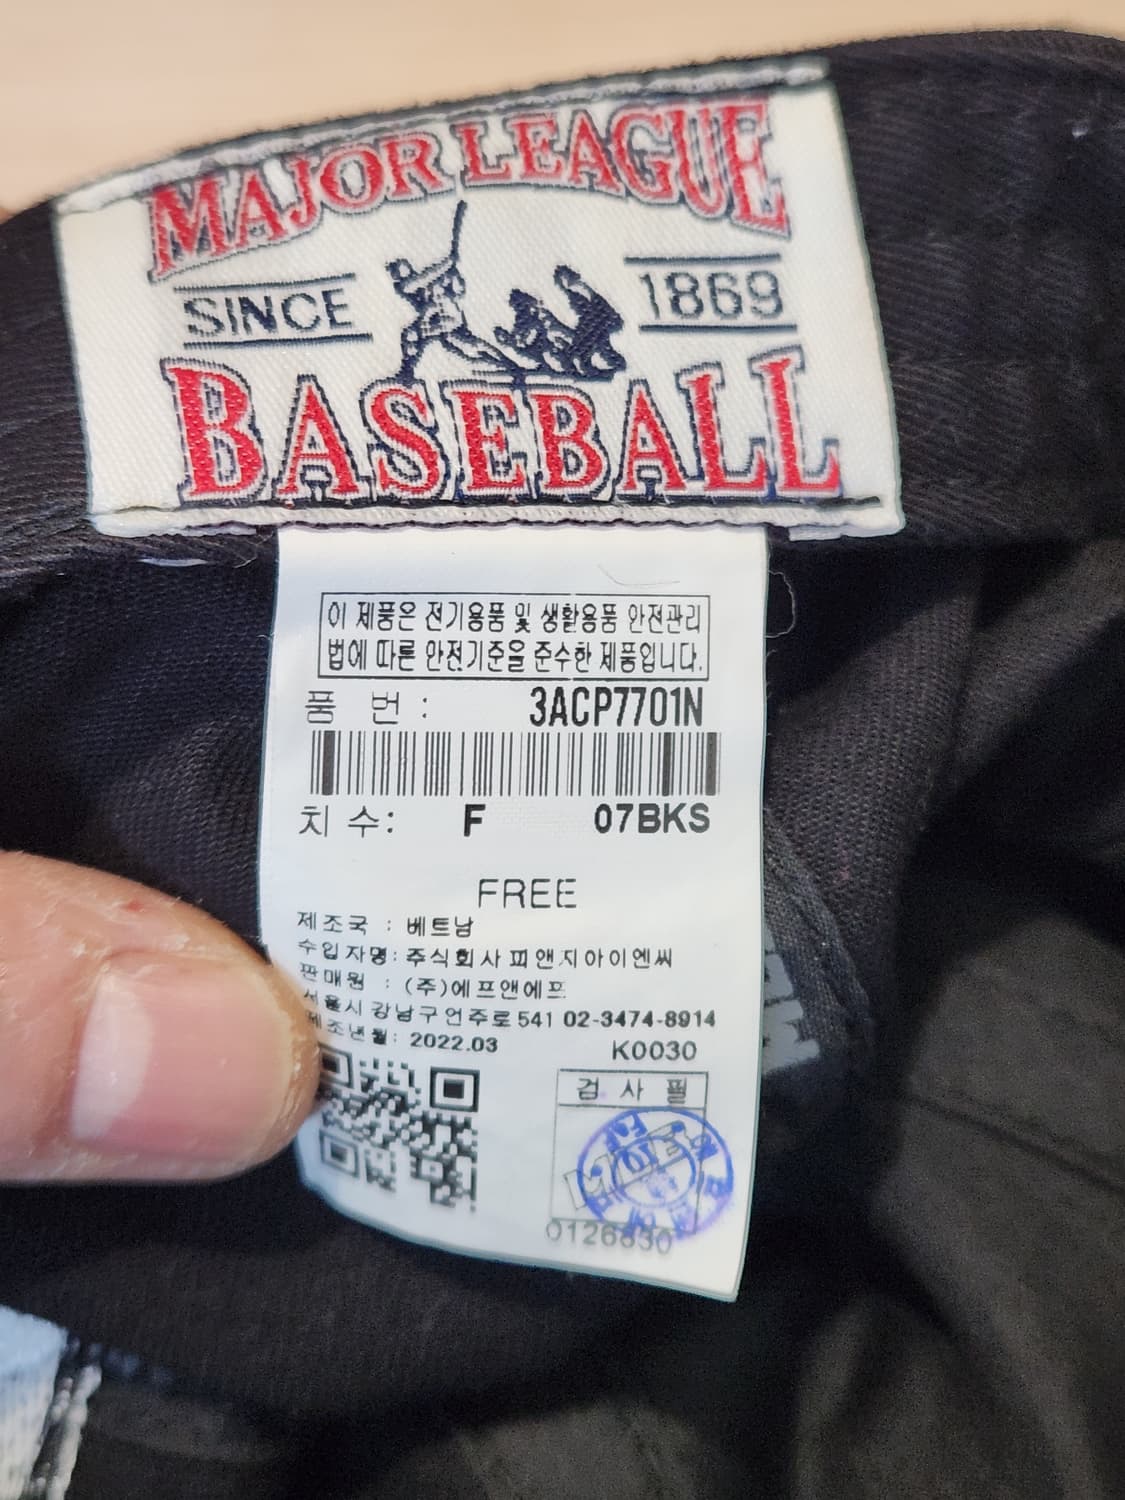 MAJOR LEAGUE
SINCE 1869
BASEBALL
이 제품은 전기용품 및 생활용품 안전관리
법에 따른 안전기준을 준수한 제품입니다.
품 번 : 3ACP7701N
치 수: F 07BKS
FREE
제조국 : 베트남
수입자명: 주식회사 피앤지아이엔씨
판매원 : (주)에프앤에프
서울시 강남구 언주로 541 02-3474-8914
제조년월: 2022.03
K0030
검 사 필
F&F
0126830